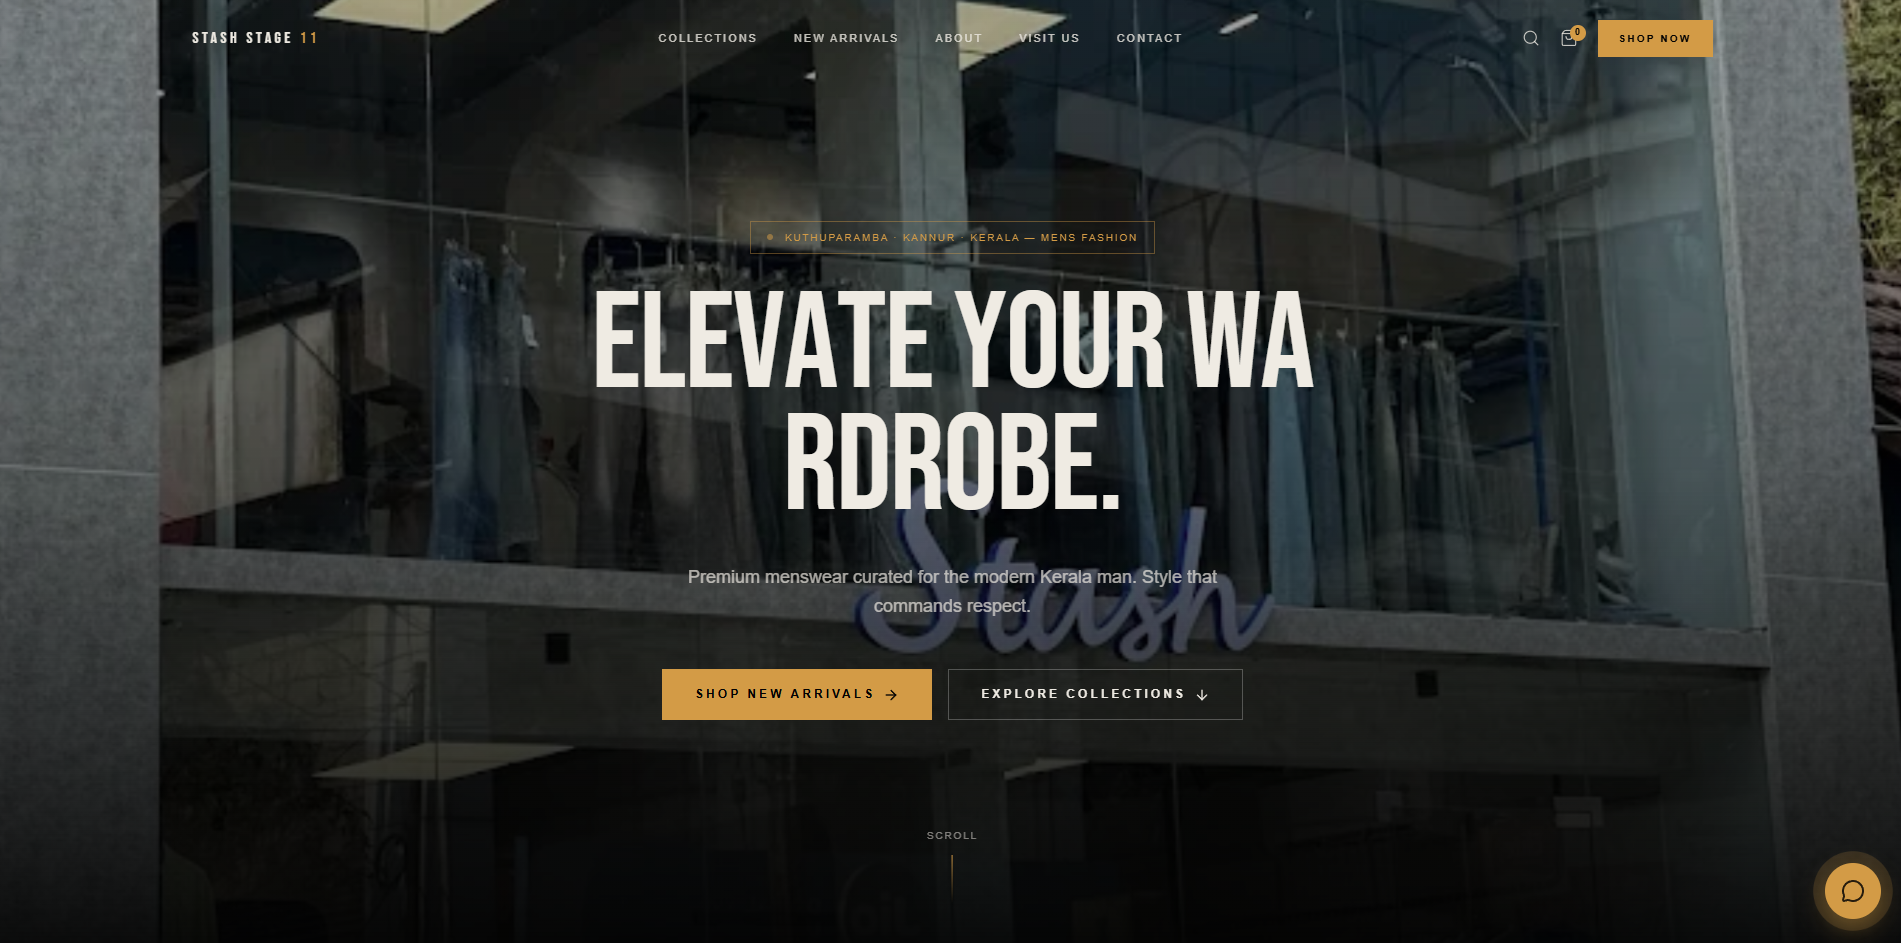 STASH STAGE 11
COLLECTIONS NEW ARRIVALS ABOUT VISIT US CONTACT
0
SHOP NOW
KUTHUPARAMBA · KANNUR · KERALA — MENS FASHION
ELEVATE YOUR WA
RDROBE.
Stash
Premium menswear curated for the modern Kerala man. Style that
commands respect.
SHOP NEW ARRIVALS →
EXPLORE COLLECTIONS ↓
SCROLL